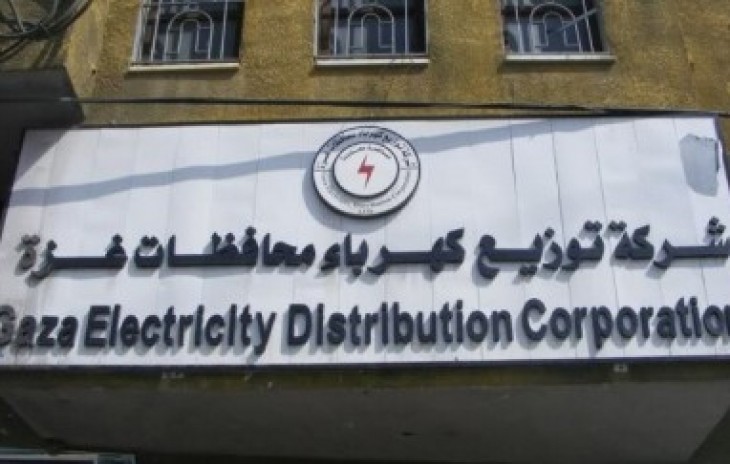 شركة توزيع كهرباء محافظات غزة
Gaza Electricity Distribution Corporation